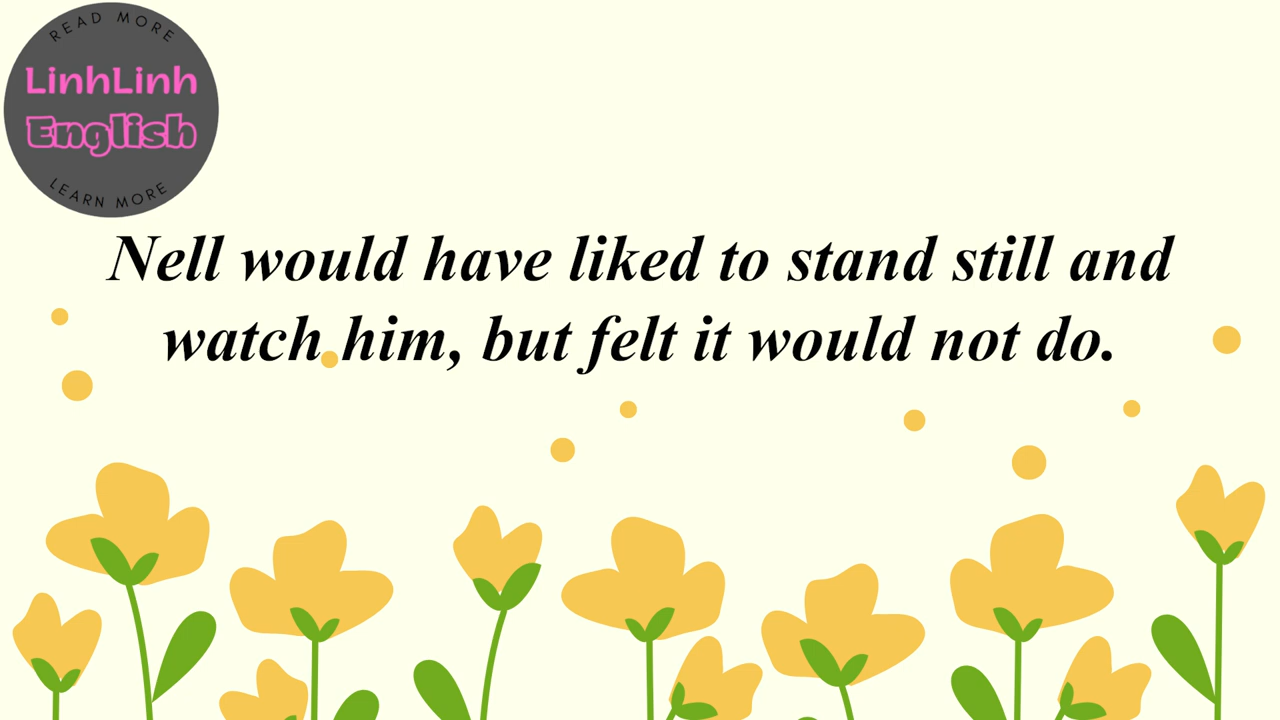 READ MORE
LinhLinh
English
LEARN MORE
Nell would have liked to stand still and
watch him, but felt it would not do.